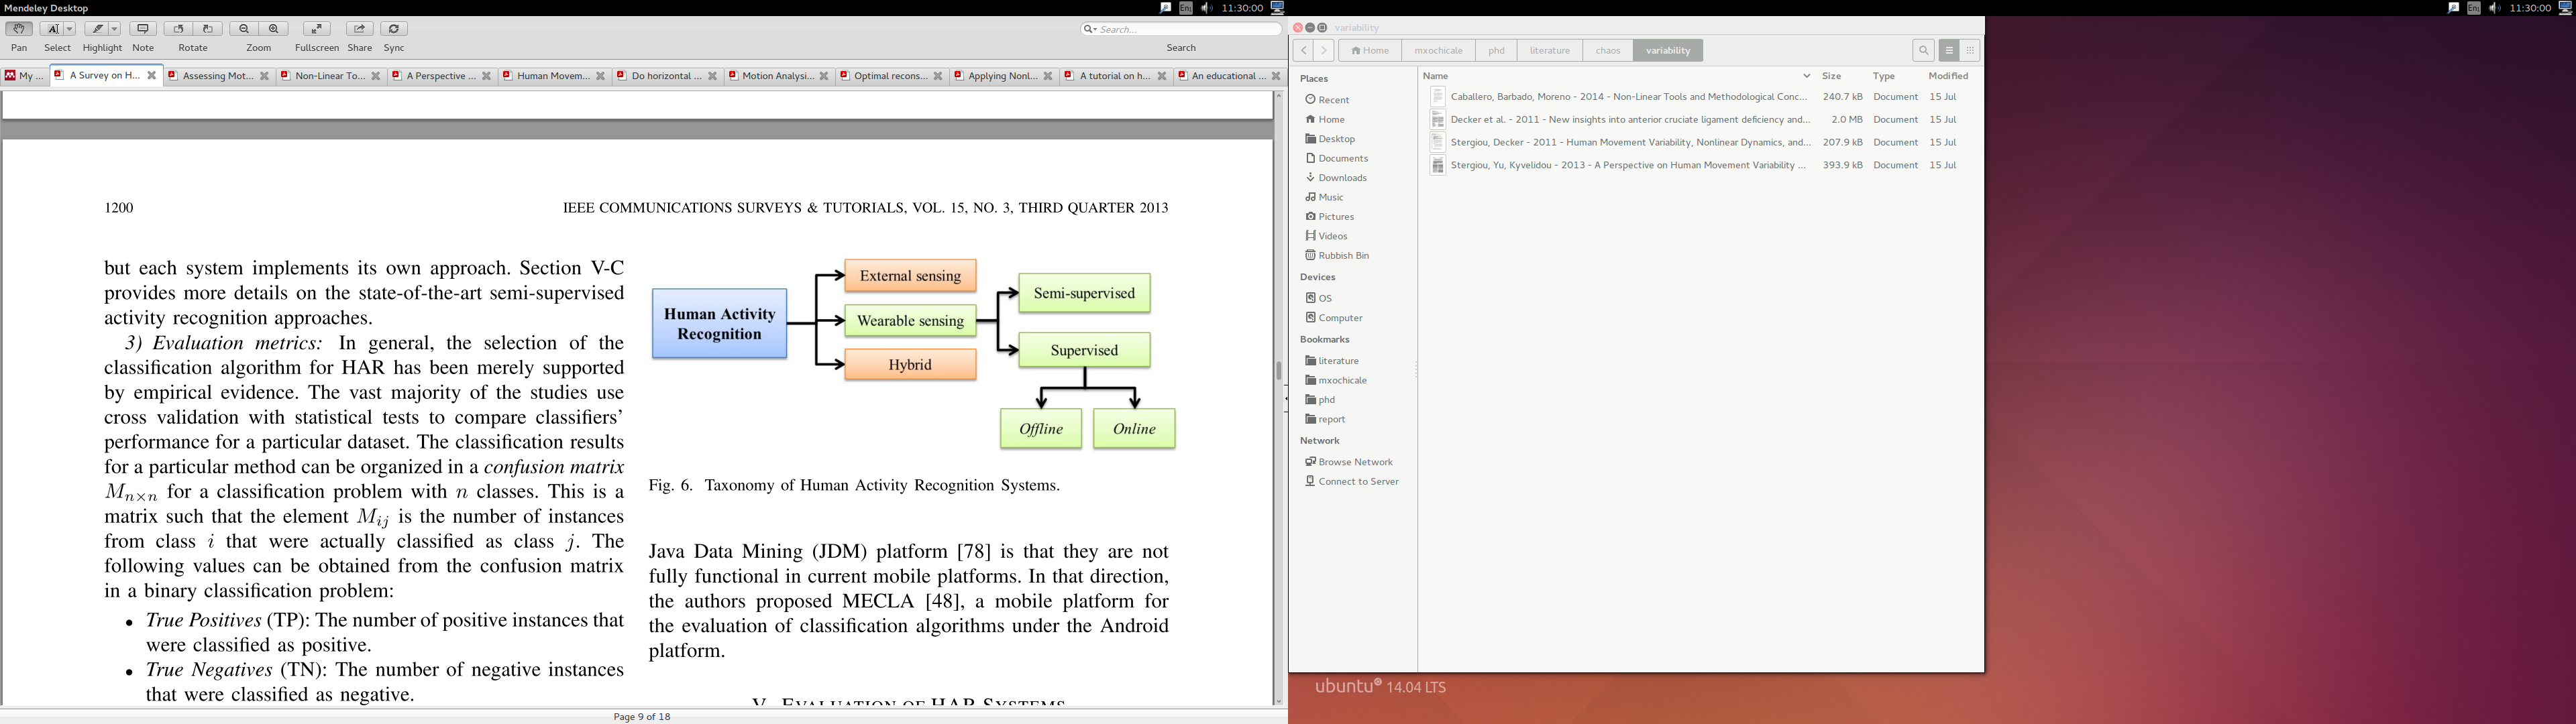 Mendeley Desktop
En
11:30:00
Pan
Select
Highlight
Note
Rotate
Zoom
Fullscreen
Share
Sync
Search...
Search
My ...
A Survey on H...
Assessing Mot...
Non-Linear To...
A Perspective ...
Human Movem...
Do horizontal ...
Motion Analysi...
Optimal recons...
Applying Nonl...
A tutorial on h...
An educational ...
1200
IEEE COMMUNICATIONS SURVEYS & TUTORIALS, VOL. 15, NO. 3, THIRD QUARTER 2013
but each system implements its own approach. Section V-C
provides more details on the state-of-the-art semi-supervised
activity recognition approaches.
3) Evaluation metrics: In general, the selection of the
classification algorithm for HAR has been merely supported
by empirical evidence. The vast majority of the studies use
cross validation with statistical tests to compare classifiers'
performance for a particular dataset. The classification results
for a particular method can be organized in a confusion matrix
Mn×n for a classification problem with n classes. This is a
matrix such that the element Mij is the number of instances
from class i that were actually classified as class j. The
following values can be obtained from the confusion matrix
in a binary classification problem:
• True Positives (TP): The number of positive instances that
were classified as positive.
• True Negatives (TN): The number of negative instances
that were classified as negative.
Human Activity
Recognition
External sensing
Wearable sensing
Hybrid
Semi-supervised
Supervised
Offline
Online
Fig. 6. Taxonomy of Human Activity Recognition Systems.
Java Data Mining (JDM) platform [78] is that they are not
fully functional in current mobile platforms. In that direction,
the authors proposed MECLA [48], a mobile platform for
the evaluation of classification algorithms under the Android
platform.
V. EVALUATION OF HAR SYSTEMS
Page 9 of 18
En
11:30:00
variability
Home
mxochicale
phd
literature
chaos
variability
Places
Recent
Home
Desktop
Documents
Downloads
Music
Pictures
Videos
Rubbish Bin
Devices
OS
Computer
Bookmarks
literature
mxochicale
phd
report
Network
Browse Network
Connect to Server
Name Size Type Modified
Caballero, Barbado, Moreno - 2014 - Non-Linear Tools and Methodological Conc... 240.7 kB Document 15 Jul
Decker et al. - 2011 - New insights into anterior cruciate ligament deficiency and... 2.0 MB Document 15 Jul
Stergiou, Decker - 2011 - Human Movement Variability, Nonlinear Dynamics, and... 207.9 kB Document 15 Jul
Stergiou, Yu, Kyvelidou - 2013 - A Perspective on Human Movement Variability ... 393.9 kB Document 15 Jul
ubuntu® 14.04 LTS